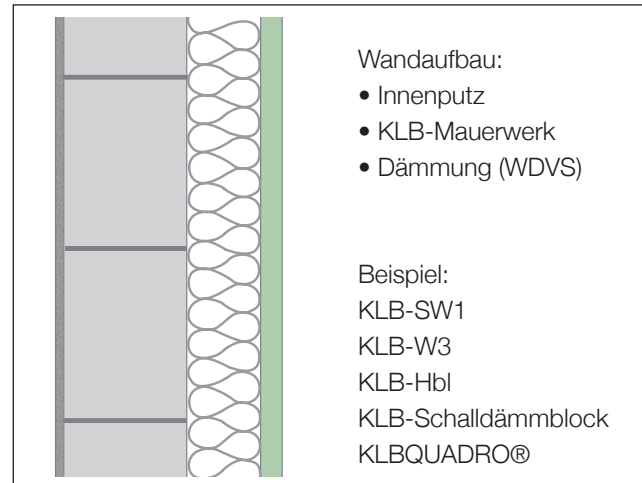 Wandaufbau:
• Innenputz
• KLB-Mauerwerk
• Dämmung (WDVS)
Beispiel:
KLB-SW1
KLB-W3
KLB-Hbl
KLB-Schalldämmblock
KLBQUADRO®